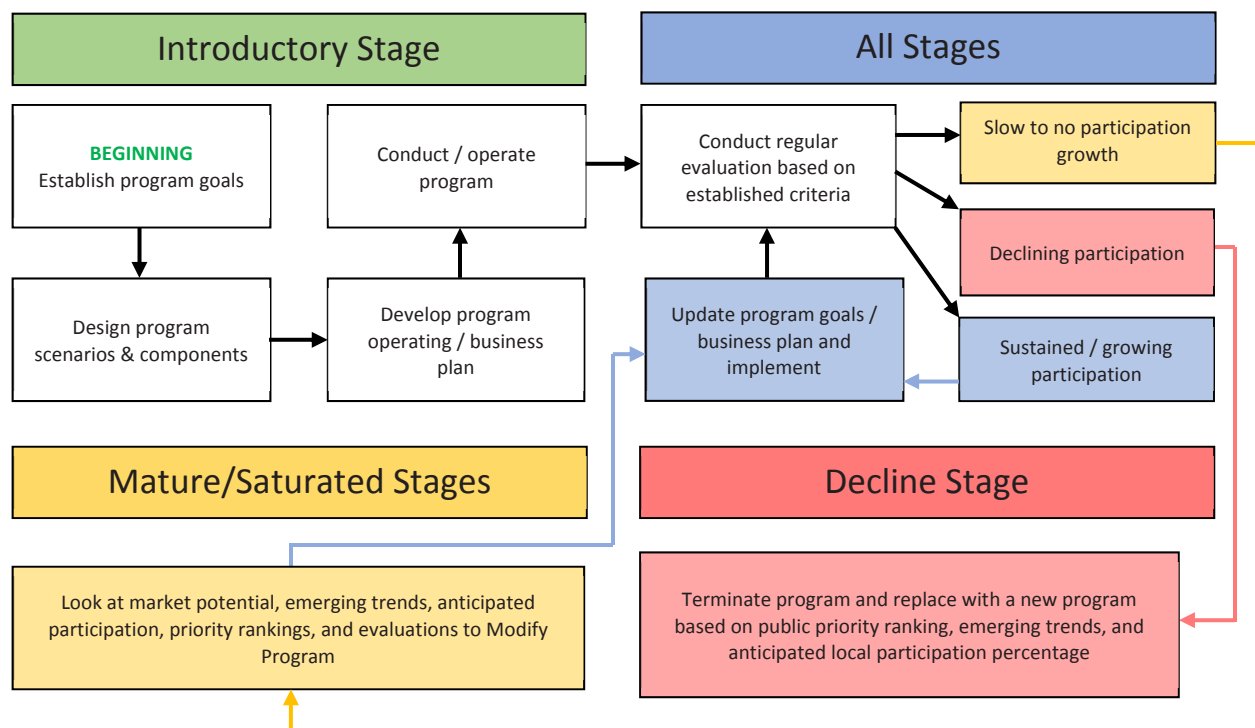 Introductory Stage
All Stages
BEGINNING
Establish program goals
Conduct / operate
program
Conduct regular
evaluation based on
established criteria
Slow to no participation
growth
Declining participation
Design program
scenarios & components
Develop program
operating / business
plan
Update program goals /
business plan and
implement
Sustained / growing
participation
Mature/Saturated Stages
Decline Stage
Look at market potential, emerging trends, anticipated
participation, priority rankings, and evaluations to Modify
Program
Terminate program and replace with a new program
based on public priority ranking, emerging trends, and
anticipated local participation percentage